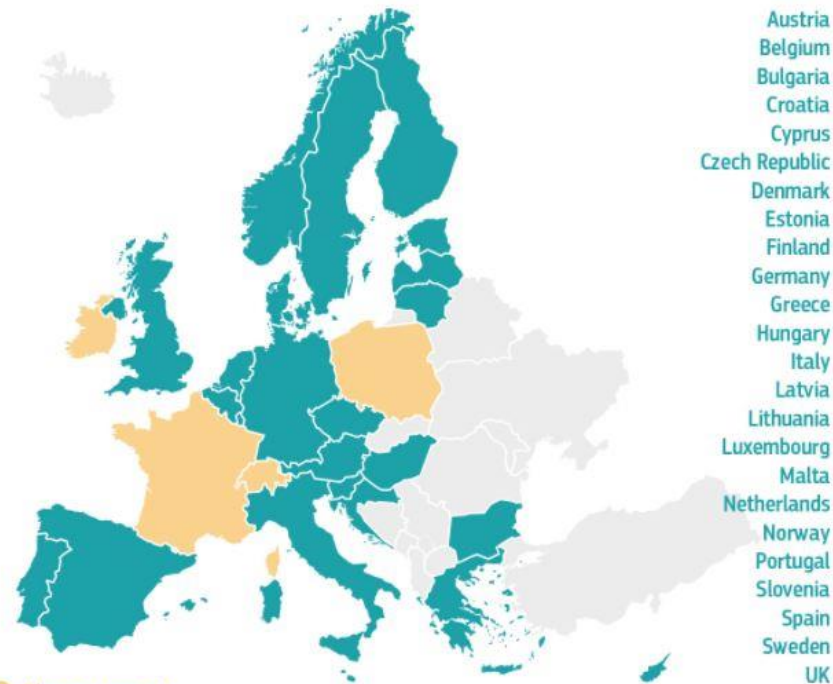 Austria
Belgium
Bulgaria
Croatia
Cyprus
Czech Republic
Denmark
Estonia
Finland
Germany
Greece
Hungary
Italy
Latvia
Lithuania
Luxembourg
Malta
Netherlands
Norway
Portugal
Slovenia
Spain
Sweden
UK